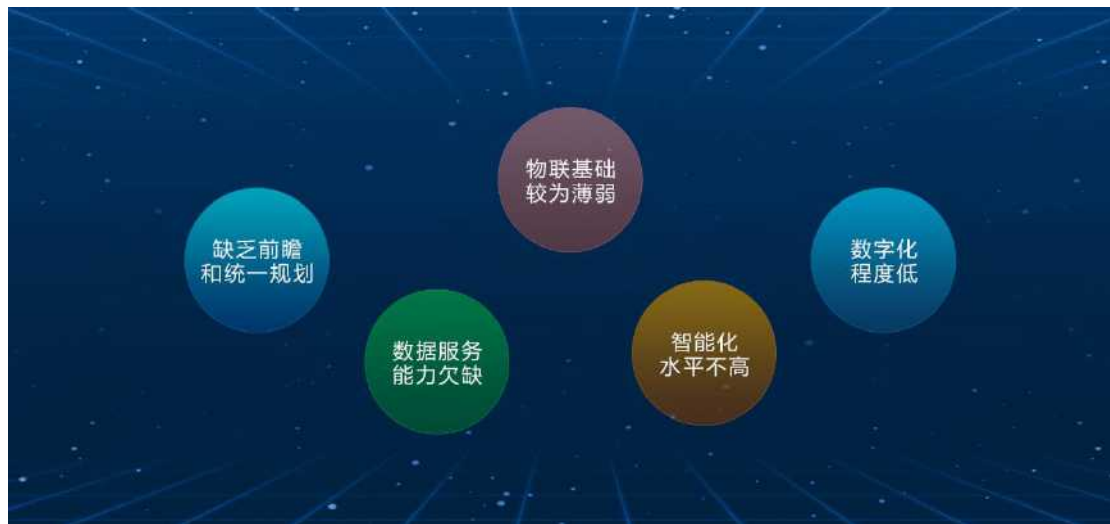 缺乏前瞻
和统一规划
数据服务
能力欠缺
物联基础
较为薄弱
智能化
水平不高
数字化
程度低